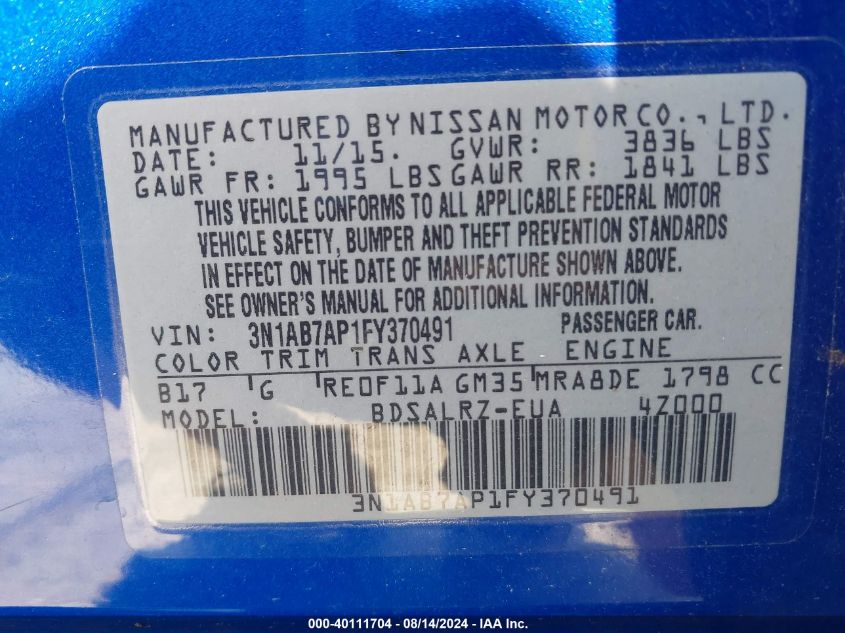 MANUFACTURED BY NISSAN MOTOR CO., LTD.
DATE: 11/15. GVWR: 3836 LBS
GAWR FR: 1995 LBS GAWR RR: 1841 LBS
THIS VEHICLE CONFORMS TO ALL APPLICABLE FEDERAL MOTOR
VEHICLE SAFETY, BUMPER AND THEFT PREVENTION STANDARDS
IN EFFECT ON THE DATE OF MANUFACTURE SHOWN ABOVE.
SEE OWNER'S MANUAL FOR ADDITIONAL INFORMATION.
VIN: 3N1AB7AP1FY370491 PASSENGER CAR.
COLOR TRIM TRANS AXLE ENGINE
B17 G RE0F11A GM35 MRA8DE 1798 CC
MODEL: BDSALRZ-EUA 4Z000
3N1AB7AP1FY370491
000-40111704 - 08/14/2024 - IAA Inc.